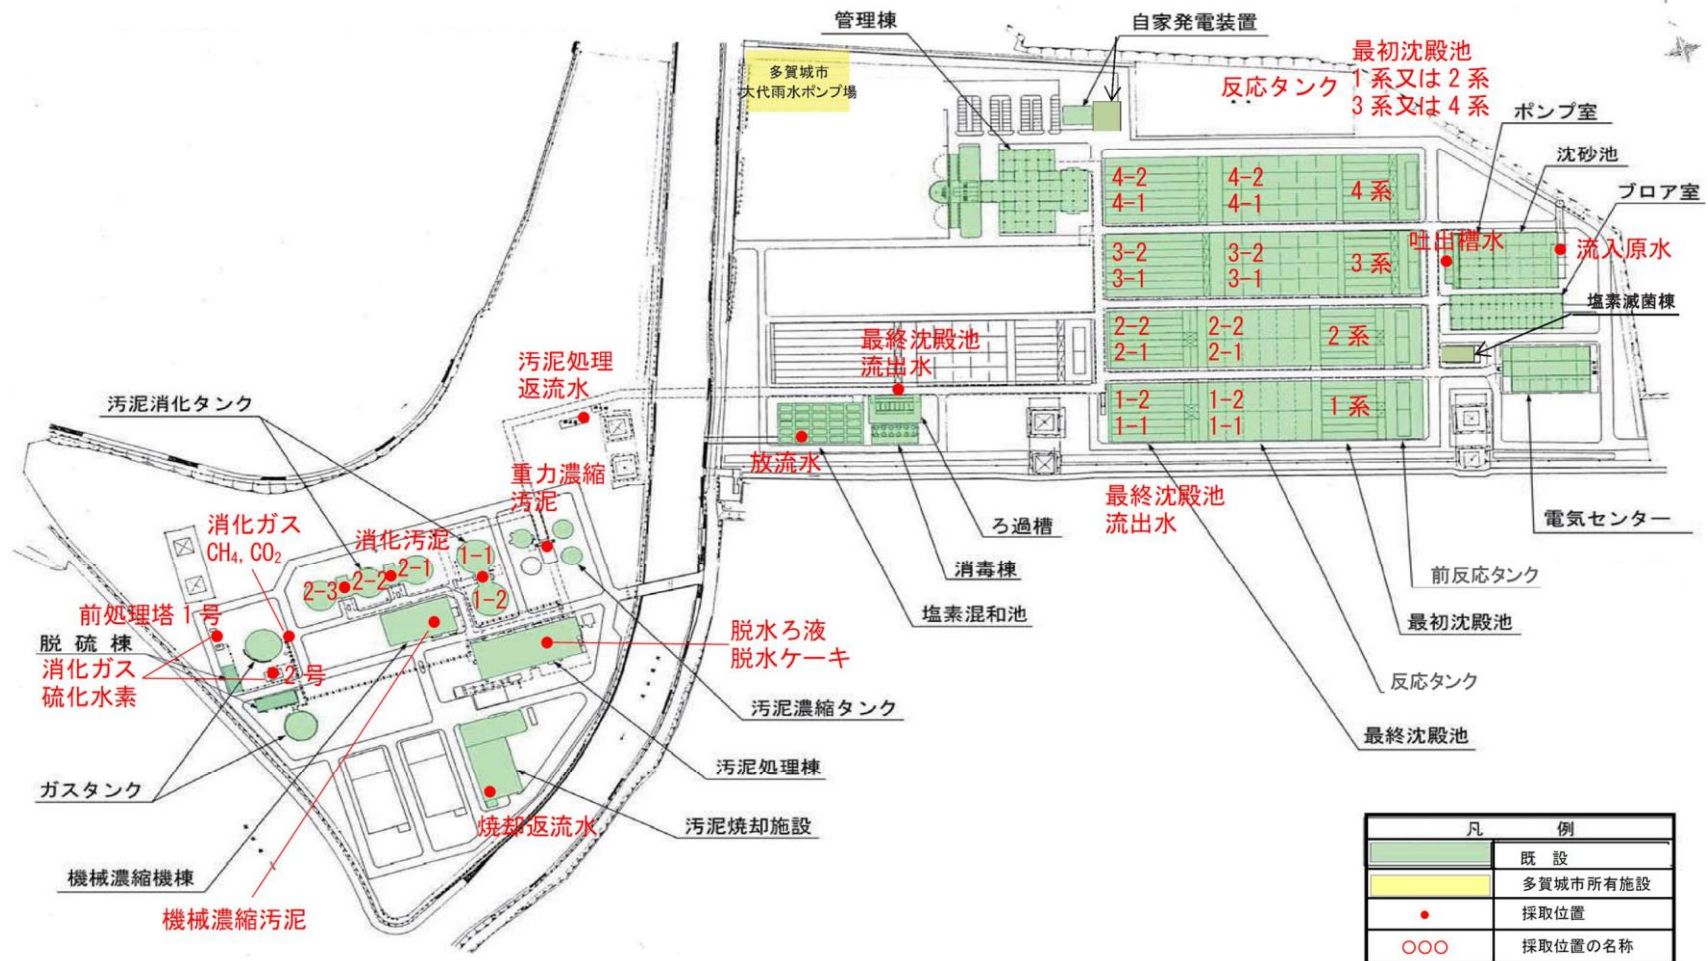 管理棟
自家発電装置
多賀城市
大代雨水ポンプ場
反応タンク
最初沈殿池
1系又は2系
3系又は4系
ポンプ室
沈砂池
ブロア室
4-2
4-1
4-2
4-1
4系
3-2
3-1
3-2
3-1
3系
吐出槽水
流入原水
塩素滅菌棟
2-2
2-1
2-2
2-1
2系
1-2
1-1
1-2
1-1
1系
最終沈殿池
流出水
放流水
汚泥処理
返流水
汚泥消化タンク
重力濃縮
汚泥
最終沈殿池
流出水
ろ過槽
消毒棟
塩素混和池
電気センター
前反応タンク
最初沈殿池
反応タンク
最終沈殿池
消化ガス
CH₄, CO₂
消化汚泥
1-1
1-2
2-1
2-2
2-3
前処理塔1号
脱硫棟
消化ガス
硫化水素
2号
脱水ろ液
脱水ケーキ
汚泥濃縮タンク
汚泥処理棟
ガスタンク
焼却返流水
汚泥焼却施設
機械濃縮機棟
機械濃縮汚泥
凡例
既設
多賀城市所有施設
採取位置
○○○
採取位置の名称